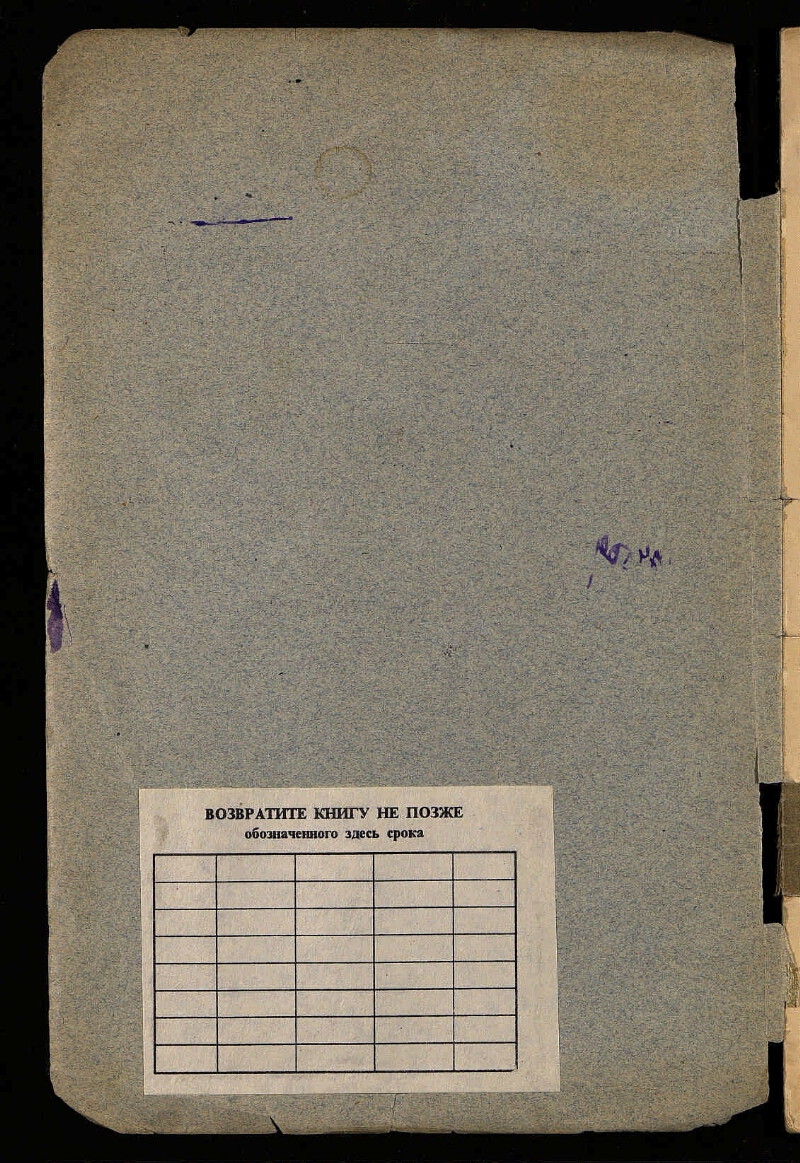 ВОЗВРАТИТЕ КНИГУ НЕ ПОЗЖЕ
обозначенного здесь срока